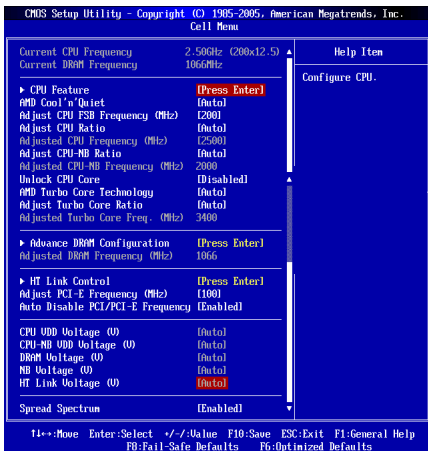 CMOS Setup Utility - Copyright (C) 1985-2005, American Megatrends, Inc.
Cell Menu
Current CPU Frequency 2.50GHz (200x12.5)
Current DRAM Frequency 1066MHz
CPU Feature [Press Enter]
AMD Cool'n'Quiet [Auto]
Adjust CPU FSB Frequency (MHz) [200]
Adjust CPU Ratio [Auto]
Adjusted CPU Frequency (MHz) [2500]
Adjust CPU-NB Ratio [Auto]
Adjusted CPU-NB Frequency (MHz) 2000
Unlock CPU Core [Disabled]
AMD Turbo Core Technology [Auto]
Adjust Turbo Core Ratio [Auto]
Adjusted Turbo Core Freq. (MHz) 3400
Advance DRAM Configuration [Press Enter]
Adjusted DRAM Frequency (MHz) 1066
HT Link Control [Press Enter]
Adjust PCI-E Frequency (MHz) [100]
Auto Disable PCI/PCI-E Frequency [Enabled]
CPU VDD Voltage (V) [Auto]
CPU-NB VDD Voltage (V) [Auto]
DRAM Voltage (V) [Auto]
NB Voltage (V) [Auto]
HT Link Voltage (V) [Auto]
Spread Spectrum [Enabled]
Help Item
Configure CPU.
↑↓←→:Move Enter:Select +/-/:Value F10:Save ESC:Exit F1:General Help
F8:Fail-Safe Defaults F6:Optimized Defaults